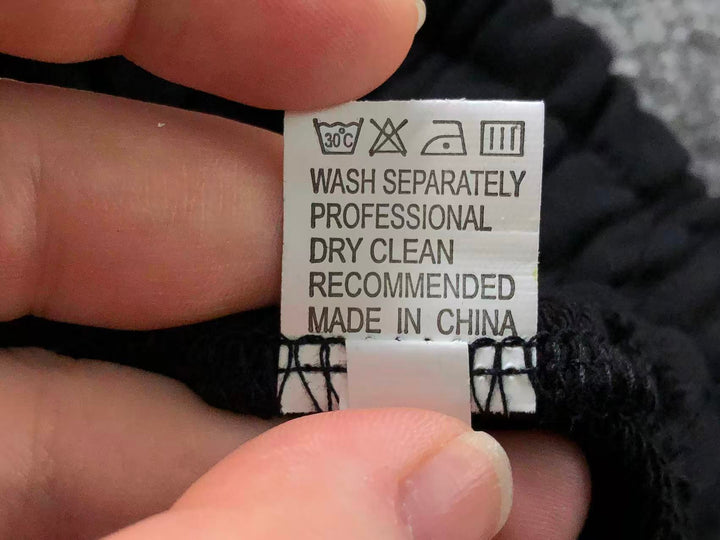 30°C
WASH SEPARATELY
PROFESSIONAL
DRY CLEAN
RECOMMENDED
MADE IN CHINA